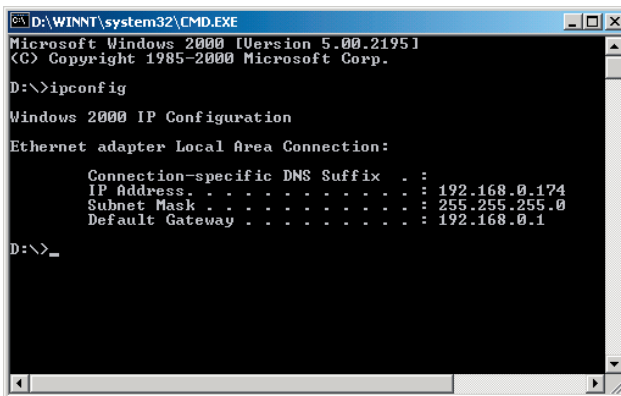 D:\WINNT\system32\CMD.EXE
Microsoft Windows 2000 [Version 5.00.2195]
(C) Copyright 1985-2000 Microsoft Corp.
D:\>ipconfig
Windows 2000 IP Configuration
Ethernet adapter Local Area Connection:
Connection-specific DNS Suffix . :
IP Address. . . . . . . . . . . . : 192.168.0.174
Subnet Mask . . . . . . . . . . . : 255.255.255.0
Default Gateway . . . . . . . . . : 192.168.0.1
D:\>_